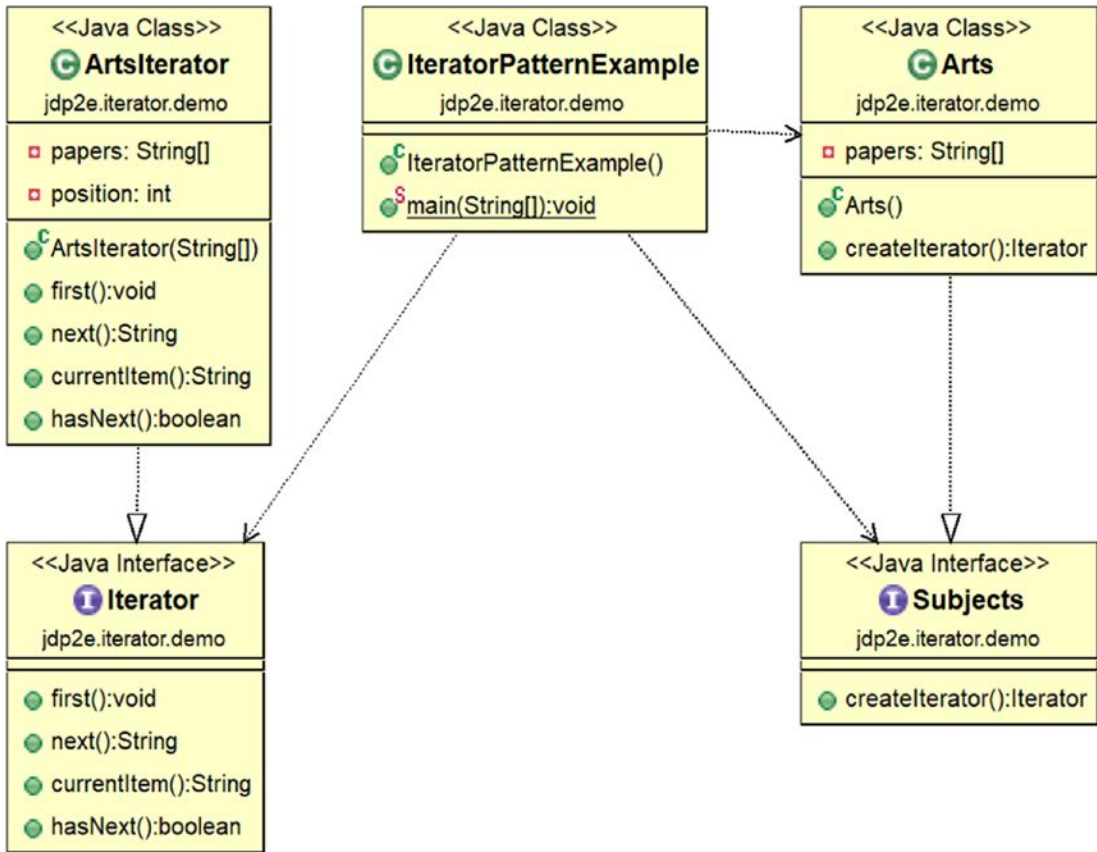 <<Java Class>>
ArtsIterator
jdp2e.iterator.demo
papers: String[]
position: int
ArtsIterator(String[])
first():void
next():String
currentItem():String
hasNext():boolean
<<Java Class>>
IteratorPatternExample
jdp2e.iterator.demo
IteratorPatternExample()
main(String[]):void
<<Java Class>>
Arts
jdp2e.iterator.demo
papers: String[]
Arts()
createIterator():Iterator
<<Java Interface>>
Iterator
jdp2e.iterator.demo
first():void
next():String
currentItem():String
hasNext():boolean
<<Java Interface>>
Subjects
jdp2e.iterator.demo
createIterator():Iterator